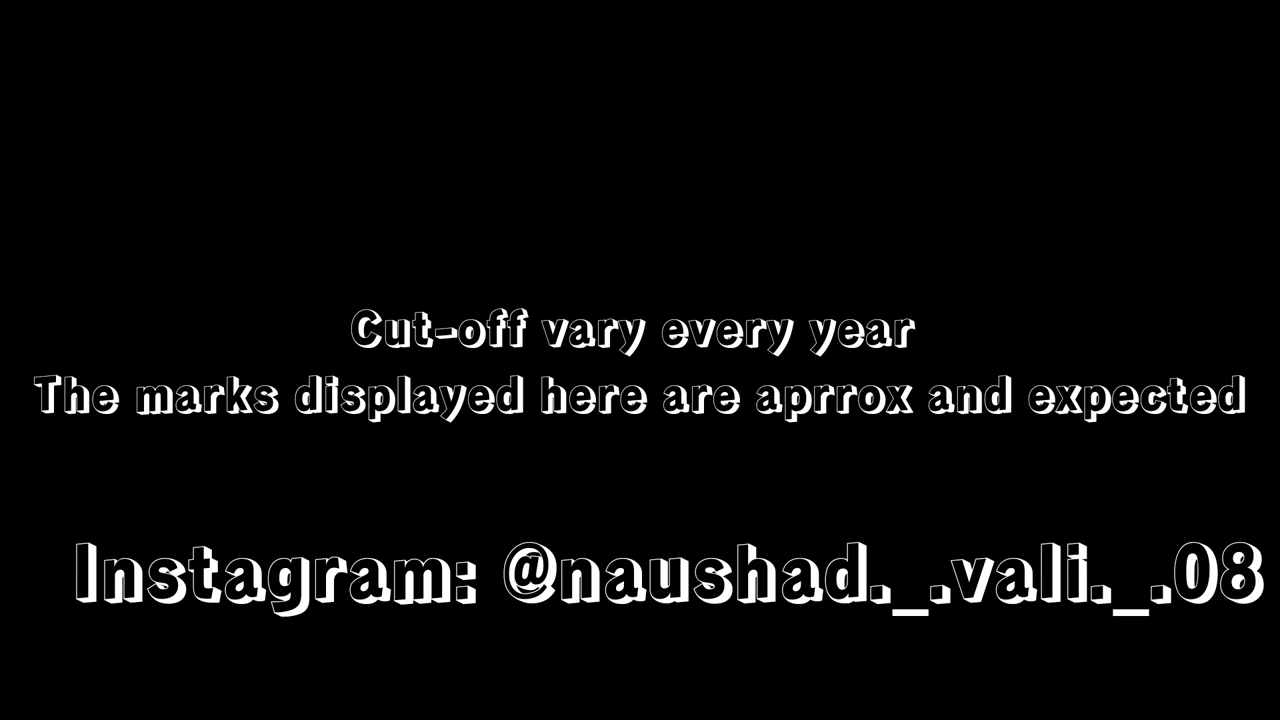 Cut-off vary every year
The marks displayed here are aprrox and expected
Instagram: @naushad._.vali._.08